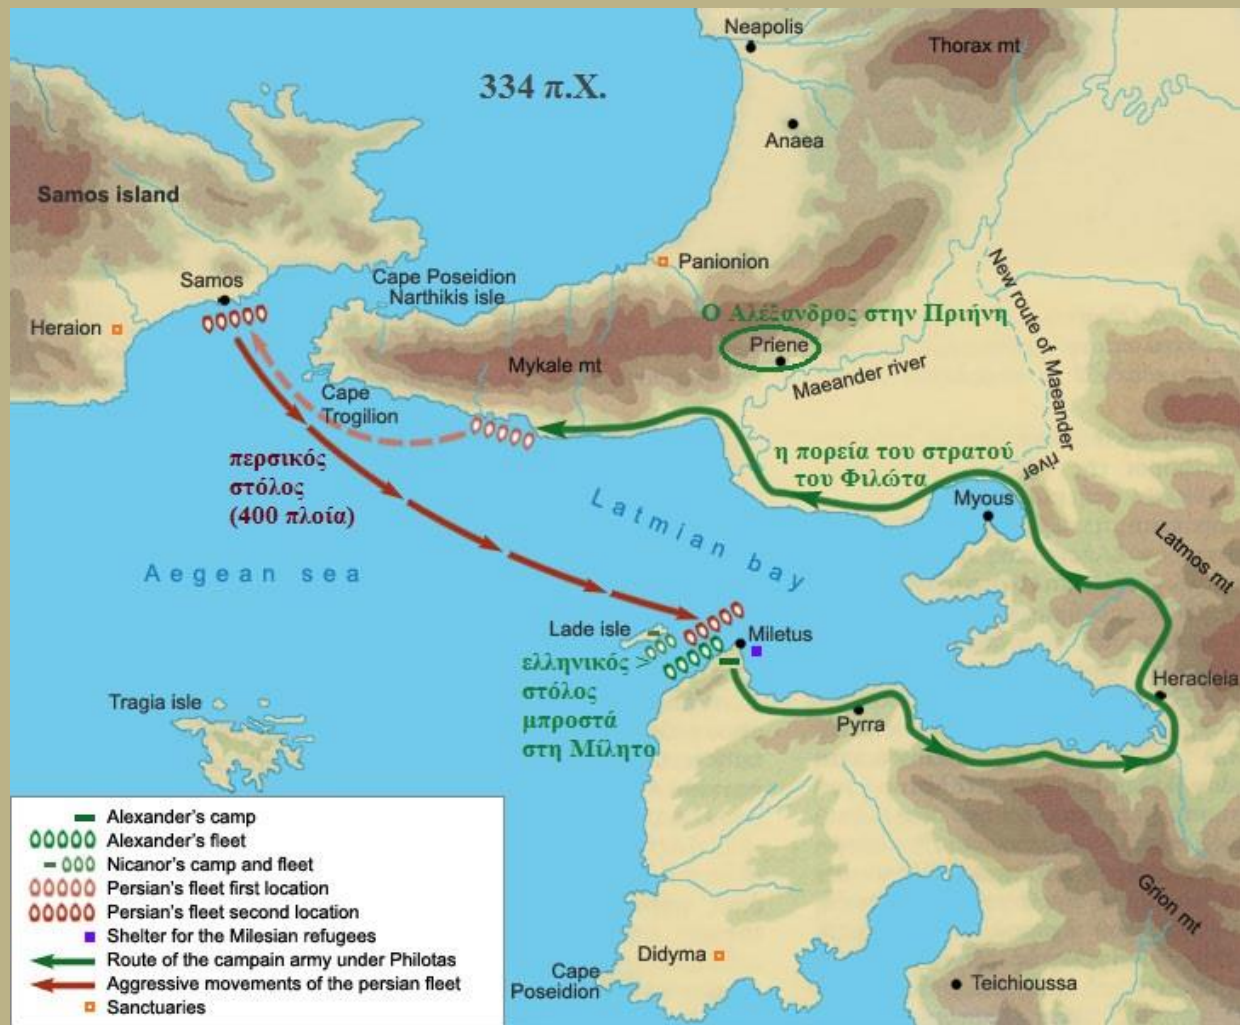 Neapolis
Thorax mt
334 π.Χ.
Anaea
Samos island
Panionion
Samos
Cape Poseidion
Narthikis isle
New route of Maeander river
Heraion
Ο Αλέξανδρος στην Πριήνη
Priene
Mykale mt
Maeander river
Cape
Trogilion
περσικός
στόλος
(400 πλοία)
η πορεία του στρατού
του Φιλώτα
Myous
Latmian bay
Latmos mt
Aegean sea
Lade isle
Miletus
ελληνικός >
στόλος
μπροστά
στη Μίλητο
Heracleia
Tragia isle
Pyrra
Grion mt
Didyma
Cape
Poseidion
Teichioussa
Alexander's camp
Alexander's fleet
Nicanor's camp and fleet
Persian's fleet first location
Persian's fleet second location
Shelter for the Milesian refugees
Route of the campain army under Philotas
Aggressive movements of the persian fleet
Sanctuaries